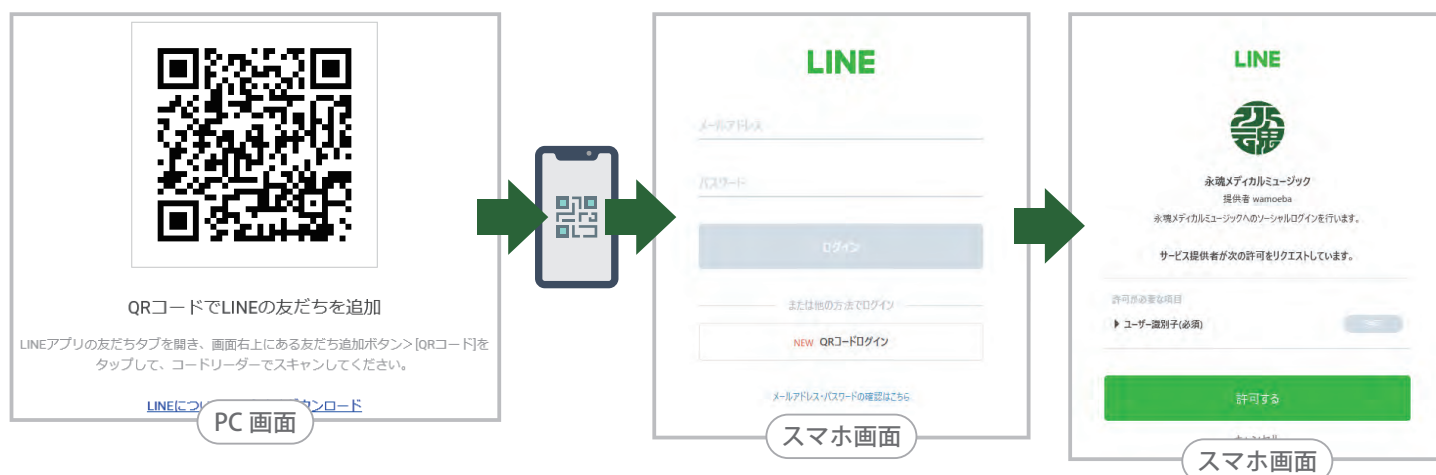 QRコードでLINEの友だちを追加
LINEアプリの友だちタブを開き、画面右上にある友だち追加ボタン>[QRコード]を
タップして、コードリーダーでスキャンしてください。
LINEにつ
ンロード
PC 画面
LINE
メールアドレス
パスワード
ログイン
または他の方法でログイン
NEW QRコードログイン
メールアドレス・パスワードの確認はこちら
スマホ画面
LINE
永魂メディカルミュージック
提供者 wamoeba
永魂メディカルミュージックへのソーシャルログインを行います。
サービス提供者が次の許可をリクエストしています。
許可が必要な項目
ユーザー識別子(必須)
許可する
スマホ画面